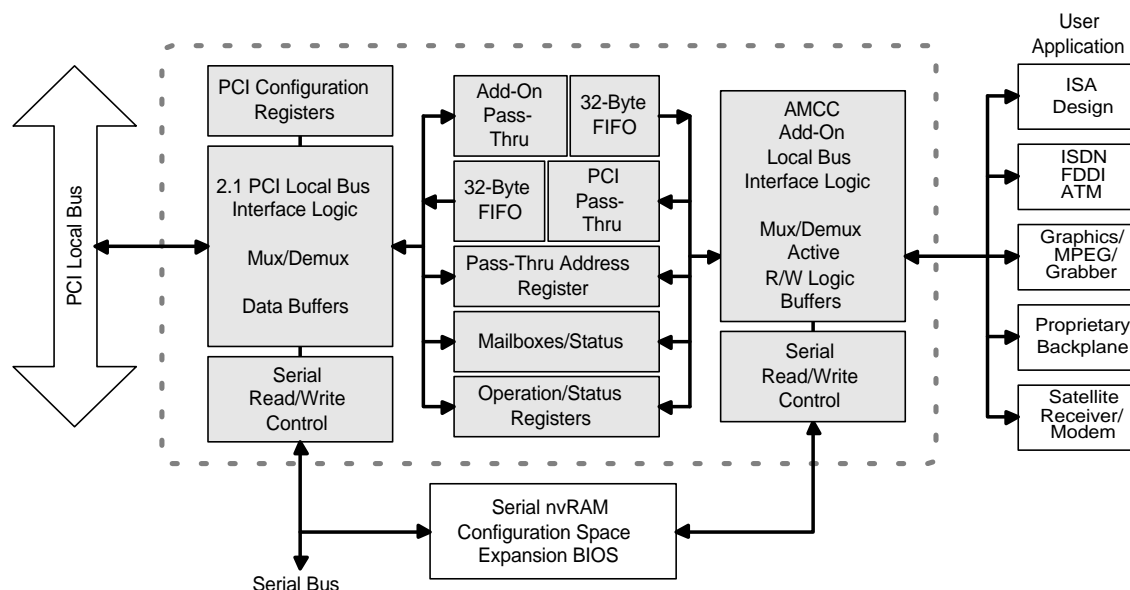 PCI Local Bus
PCI Configuration
Registers
2.1 PCI Local Bus
Interface Logic
Mux/Demux
Data Buffers
Serial
Read/Write
Control
Add-On
Pass-
Thru
32-Byte
FIFO
32-Byte
FIFO
PCI
Pass-
Thru
Pass-Thru Address
Register
Mailboxes/Status
Operation/Status
Registers
AMCC
Add-On
Local Bus
Interface Logic
Mux/Demux
Active
R/W Logic
Buffers
Serial
Read/Write
Control
User
Application
ISA
Design
ISDN
FDDI
ATM
Graphics/
MPEG/
Grabber
Proprietary
Backplane
Satellite
Receiver/
Modem
Serial nvRAM
Configuration Space
Expansion BIOS
Serial Bus